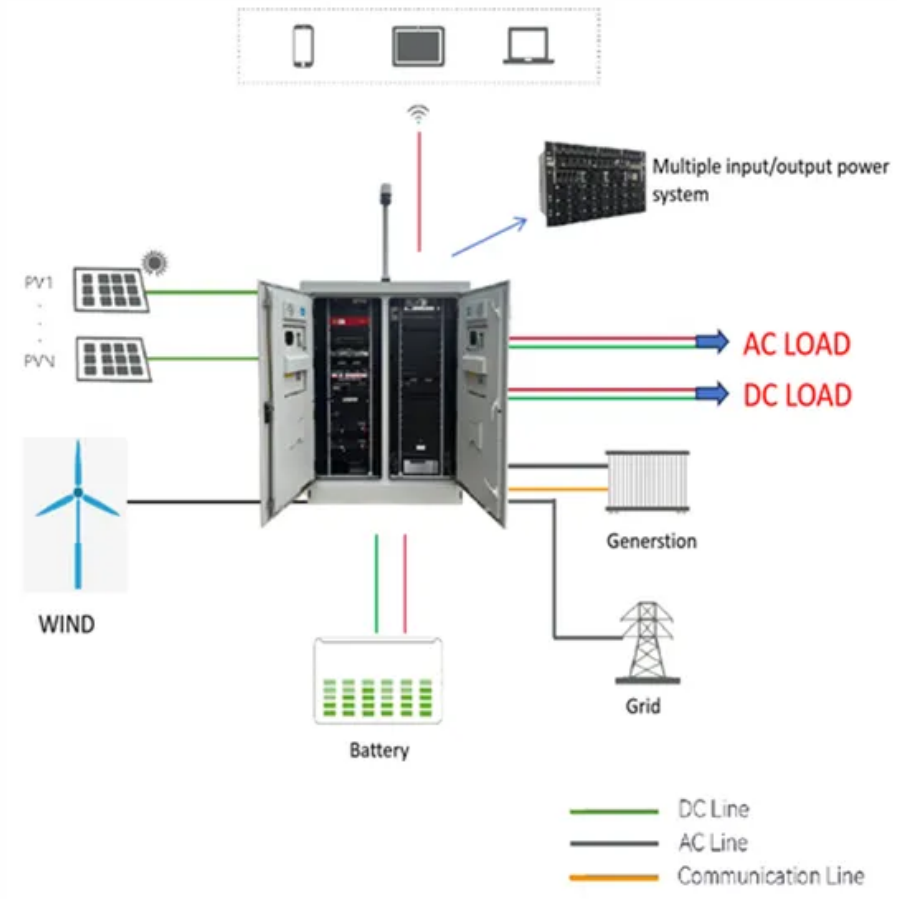 Multiple input/output power
system
PV1
PVN
AC LOAD
DC LOAD
Generstion
WIND
Grid
Battery
DC Line
AC Line
Communication Line